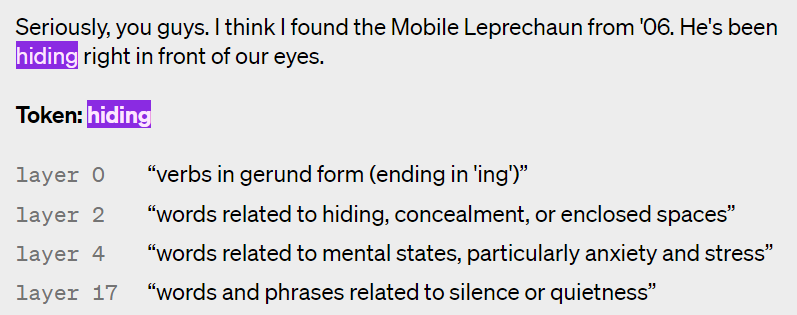 Seriously, you guys. I think I found the Mobile Leprechaun from '06. He's been
hiding right in front of our eyes.
Token: hiding
layer 0 “verbs in gerund form (ending in 'ing')”
layer 2 “words related to hiding, concealment, or enclosed spaces”
layer 4 “words related to mental states, particularly anxiety and stress”
layer 17 “words and phrases related to silence or quietness”